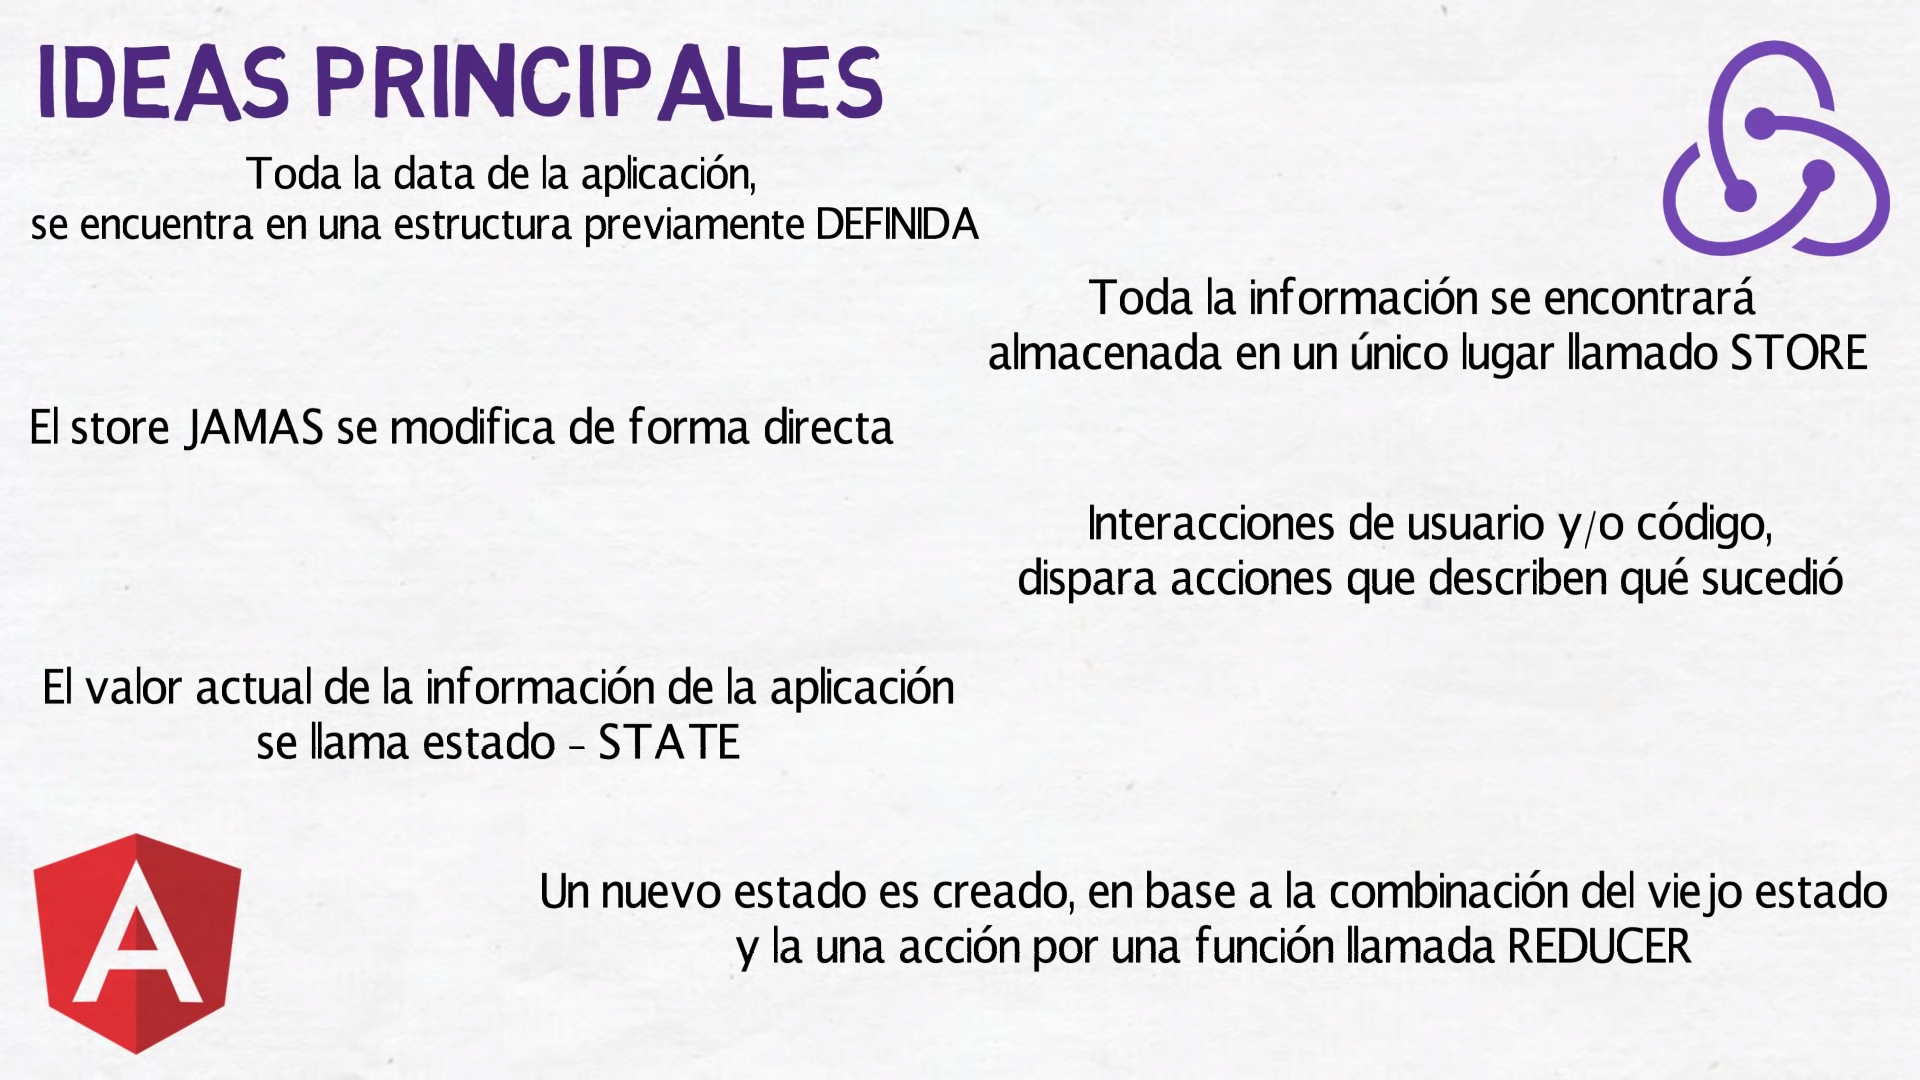 IDEAS PRINCIPALES
Toda la data de la aplicación,
se encuentra en una estructura previamente DEFINIDA
Toda la información se encontrará
almacenada en un único lugar llamado STORE
El store JAMAS se modifica de forma directa
Interacciones de usuario y/o código,
dispara acciones que describen qué sucedió
El valor actual de la información de la aplicación
se llama estado - STATE
Un nuevo estado es creado, en base a la combinación del viejo estado
y la una acción por una función llamada REDUCER
A